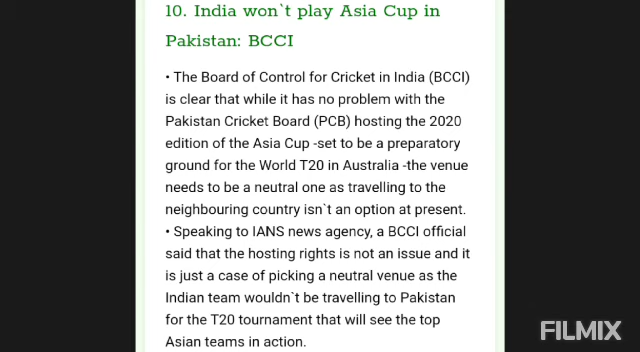 10. India won`t play Asia Cup in
Pakistan: BCCI
• The Board of Control for Cricket in India (BCCI)
is clear that while it has no problem with the
Pakistan Cricket Board (PCB) hosting the 2020
edition of the Asia Cup -set to be a preparatory
ground for the World T20 in Australia -the venue
needs to be a neutral one as travelling to the
neighbouring country isn`t an option at present.
• Speaking to IANS news agency, a BCCI official
said that the hosting rights is not an issue and it
is just a case of picking a neutral venue as the
Indian team wouldn`t be travelling to Pakistan
for the T20 tournament that will see the top
Asian teams in action.
FILMIX